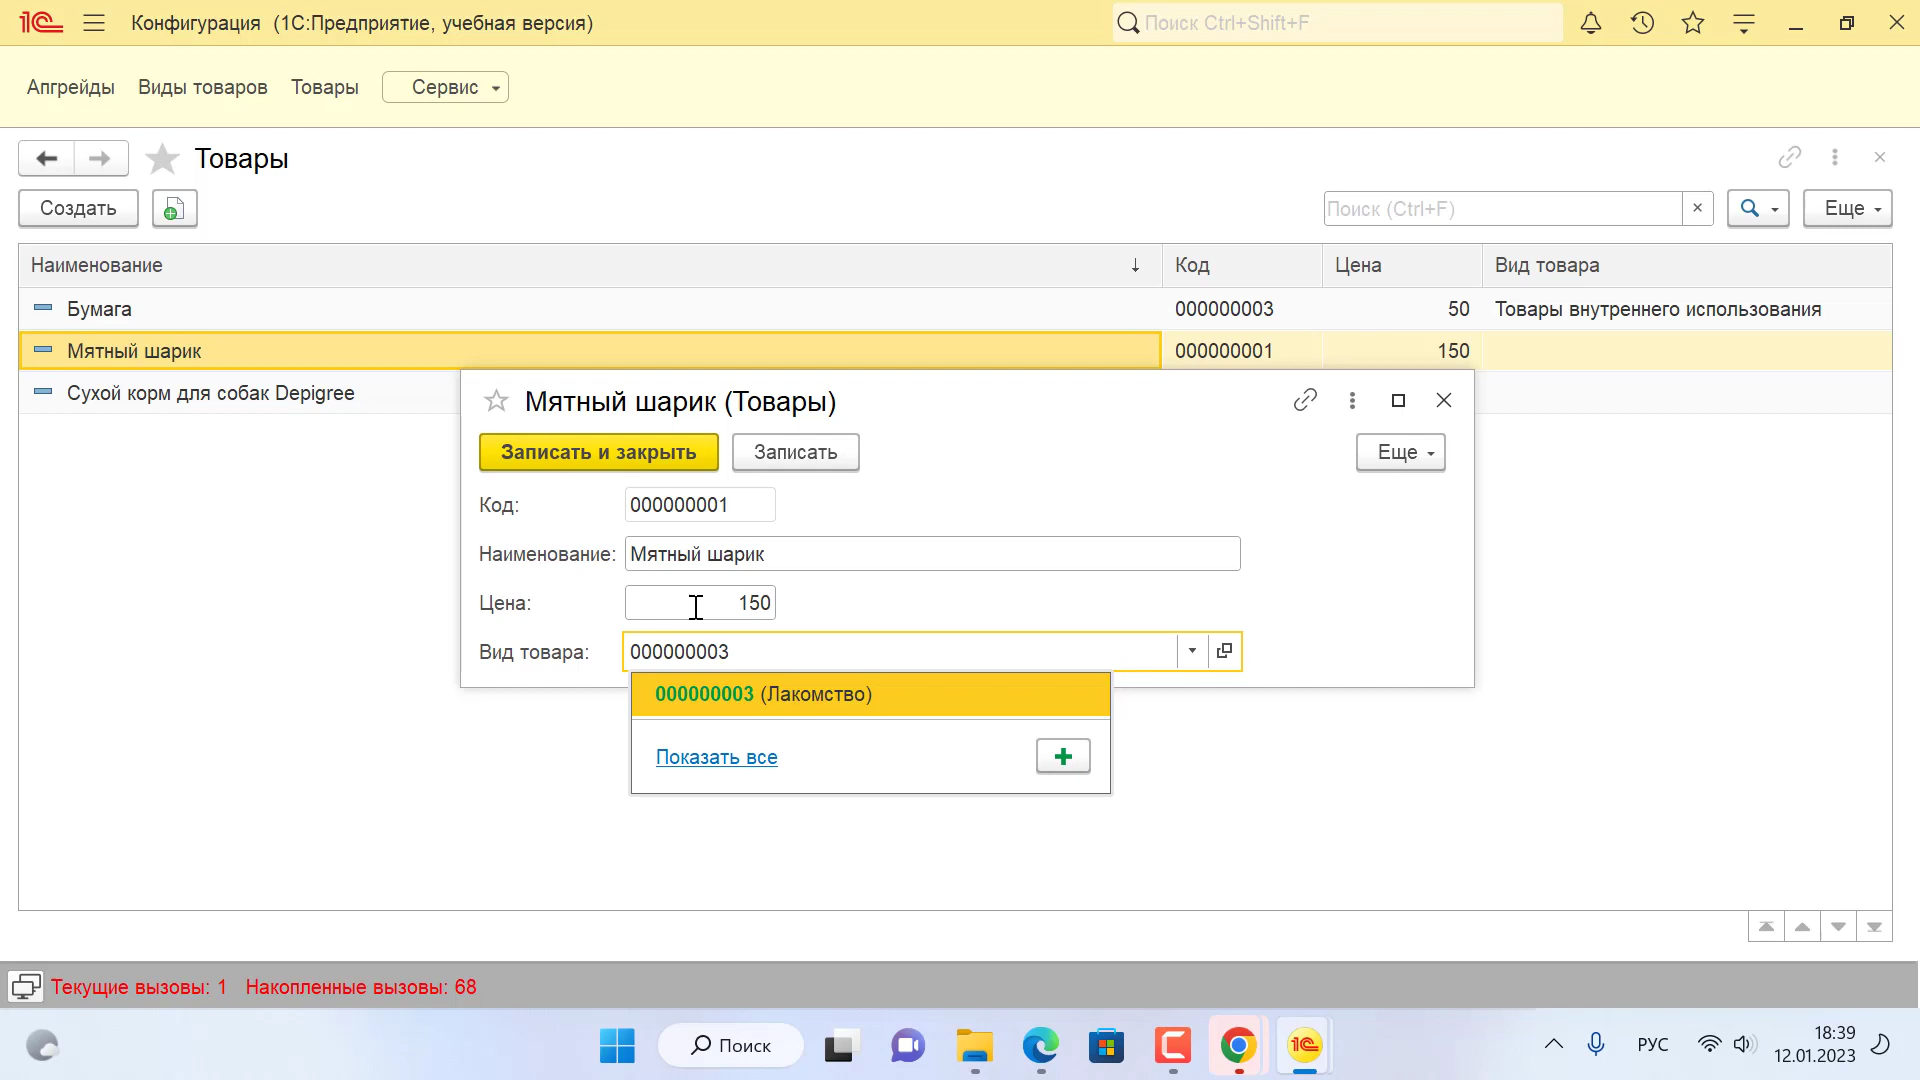 1С Конфигурация (1С:Предприятие, учебная версия) Поиск Ctrl+Shift+F
Апгрейды Виды товаров Товары Сервис
Товары
Создать Поиск (Ctrl+F) × Еще
Наименование ↓ Код Цена Вид товара
Бумага 000000003 50 Товары внутреннего использования
Мятный шарик 000000001 150
Сухой корм для собак Depigree
Мятный шарик (Товары)
Записать и закрыть Записать Еще
Код: 000000001
Наименование: Мятный шарик
Цена: 150
Вид товара: 000000003
000000003 (Лакомство)
Показать все
Текущие вызовы: 1 Накопленные вызовы: 68
Поиск 1С РУС 18:39
12.01.2023